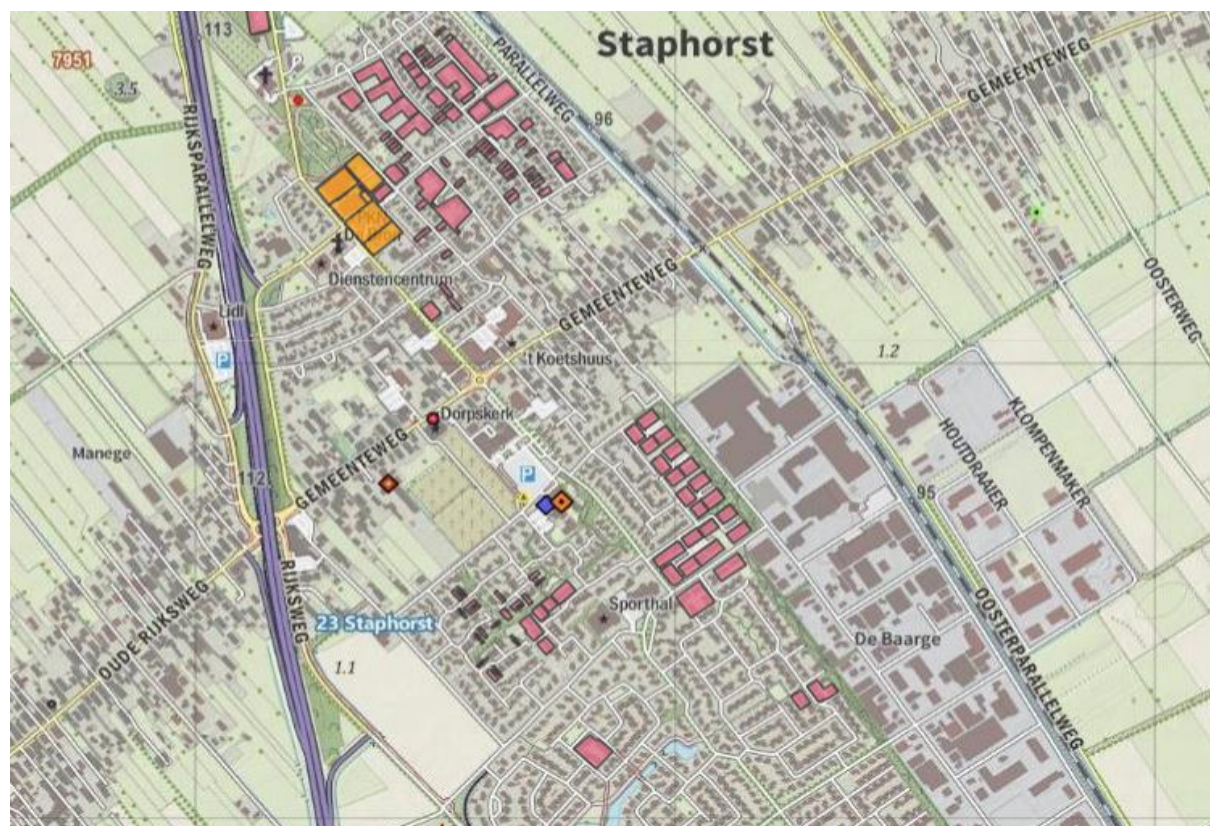 Staphorst
113
P
7951
3.5
PARALLELWEG
96
GEMEENTEWEG
RIJKSPARALLELWEG
PKN
Dienstencentrum
OOSTERWEG
Lidl
GEMEENTEWEG
P
't Koetshuus
1.2
KLOMPENMAKER
HOUTDRAAIER
Dorpskerk
Manege
GEMEENTEWEG
112
P
95
RIJKSWEG
OUDE RIJKSWEG
23 Staphorst
Sporthal
De Baarge
OOSTERPARALLELWEG
1.1